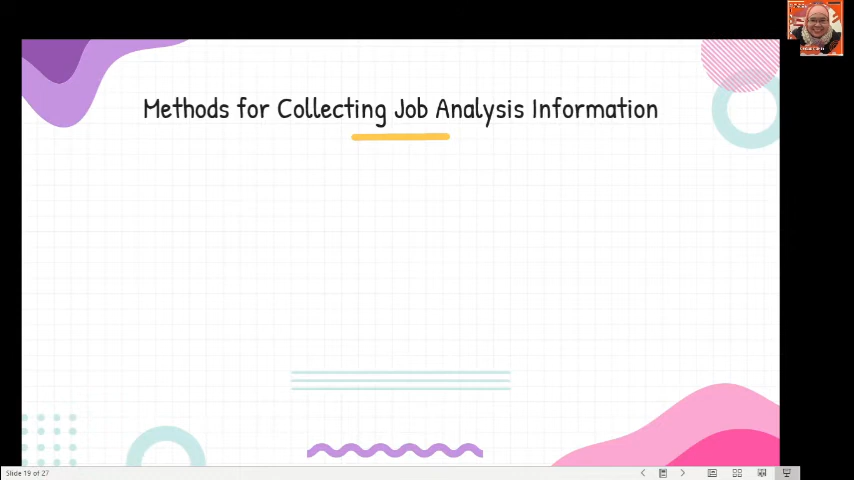 Methods for Collecting Job Analysis Information
Slide 19 of 27